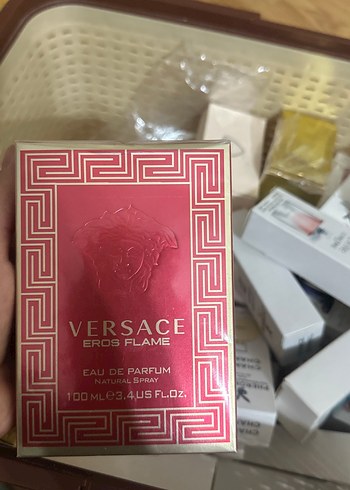 VERSACE
EROS FLAME
EAU DE PARFUM
NATURAL SPRAY
100 ML℮3.4 US FL.OZ.